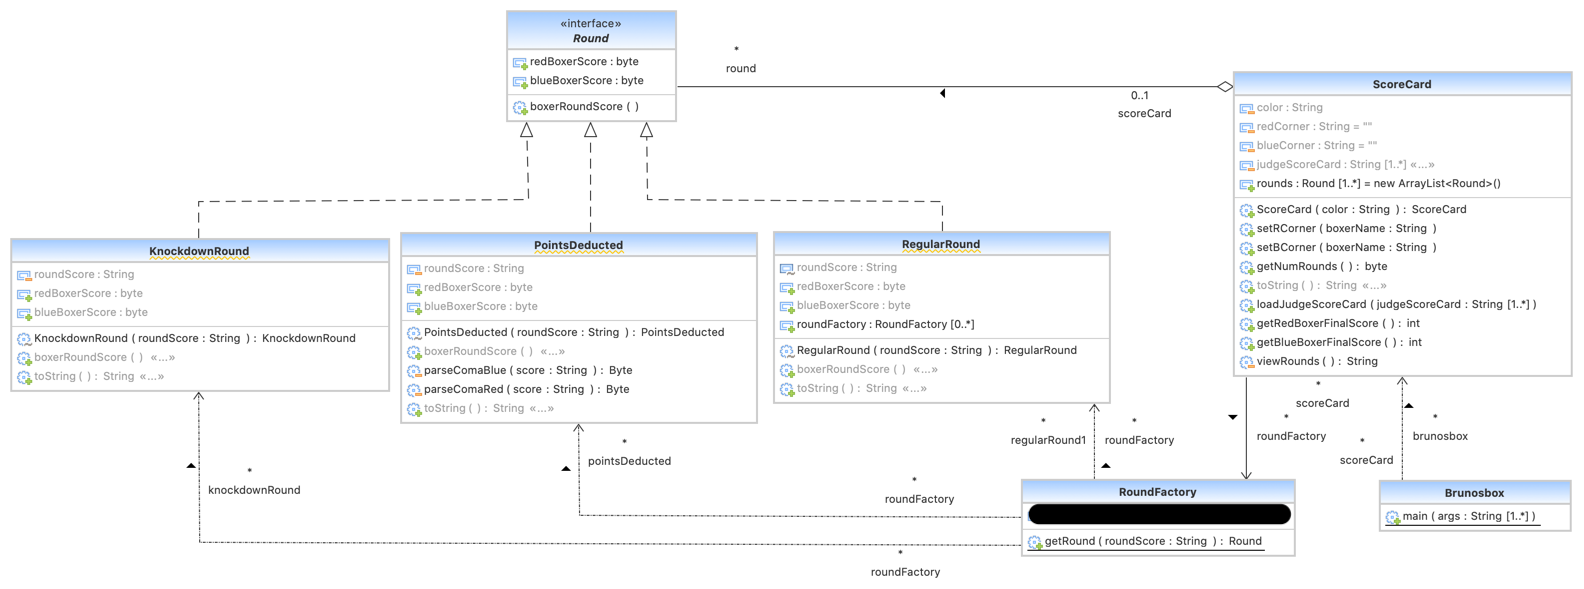 «interface»
Round
redBoxerScore : byte
blueBoxerScore : byte
boxerRoundScore ( )
*
round
0..1
scoreCard
ScoreCard
color : String
redCorner : String = ""
blueCorner : String = ""
judgeScoreCard : String [1..*] «...»
rounds : Round [1..*] = new ArrayList<Round>()
ScoreCard ( color : String ) : ScoreCard
setRCorner ( boxerName : String )
setBCorner ( boxerName : String )
getNumRounds ( ) : byte
toString ( ) : String «...»
loadJudgeScoreCard ( judgeScoreCard : String [1..*] )
getRedBoxerFinalScore ( ) : int
getBlueBoxerFinalScore ( ) : int
viewRounds ( ) : String
KnockdownRound
roundScore : String
redBoxerScore : byte
blueBoxerScore : byte
KnockdownRound ( roundScore : String ) : KnockdownRound
boxerRoundScore ( ) «...»
toString ( ) : String «...»
PointsDeducted
roundScore : String
redBoxerScore : byte
blueBoxerScore : byte
PointsDeducted ( roundScore : String ) : PointsDeducted
boxerRoundScore ( ) «...»
parseComaBlue ( score : String ) : Byte
parseComaRed ( score : String ) : Byte
toString ( ) : String «...»
RegularRound
roundScore : String
redBoxerScore : byte
blueBoxerScore : byte
roundFactory : RoundFactory [0..*]
RegularRound ( roundScore : String ) : RegularRound
boxerRoundScore ( ) «...»
toString ( ) : String «...»
*
scoreCard
*
roundFactory
*
brunosbox
*
scoreCard
*
regularRound1
*
roundFactory
*
pointsDeducted
*
knockdownRound
*
roundFactory
RoundFactory
getRound ( roundScore : String ) : Round
Brunosbox
main ( args : String [1..*] )
*
roundFactory